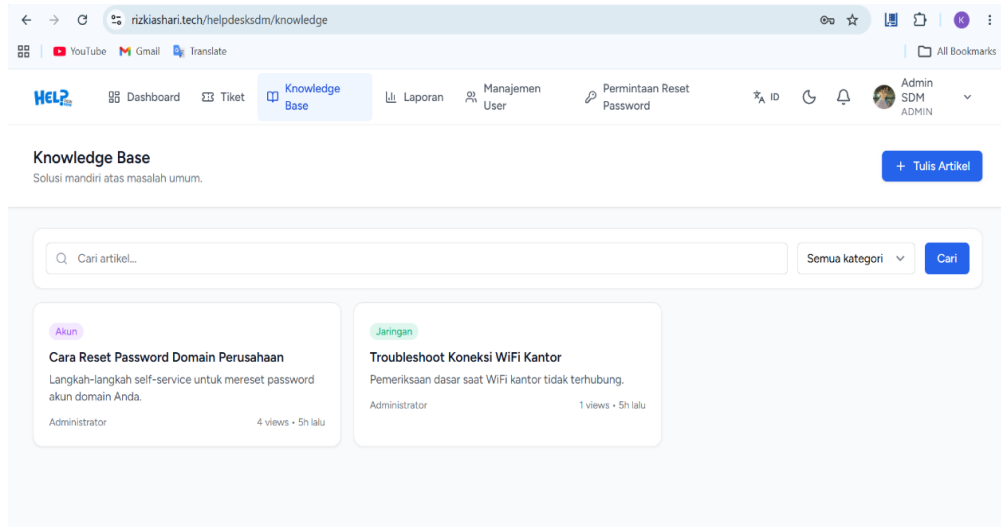 rizkiashari.tech/helpdesksdm/knowledge
K
YouTube
Gmail
Translate
All Bookmarks
HELP
Dashboard
Tiket
Knowledge
Base
Laporan
Manajemen
User
Permintaan Reset
Password
ID
Admin
SDM
ADMIN
Knowledge Base
Solusi mandiri atas masalah umum.
+ Tulis Artikel
Cari artikel...
Semua kategori
Cari
Akun
Cara Reset Password Domain Perusahaan
Langkah-langkah self-service untuk mereset password
akun domain Anda.
Administrator
4 views • 5h lalu
Jaringan
Troubleshoot Koneksi WiFi Kantor
Pemeriksaan dasar saat WiFi kantor tidak terhubung.
Administrator
1 views • 5h lalu